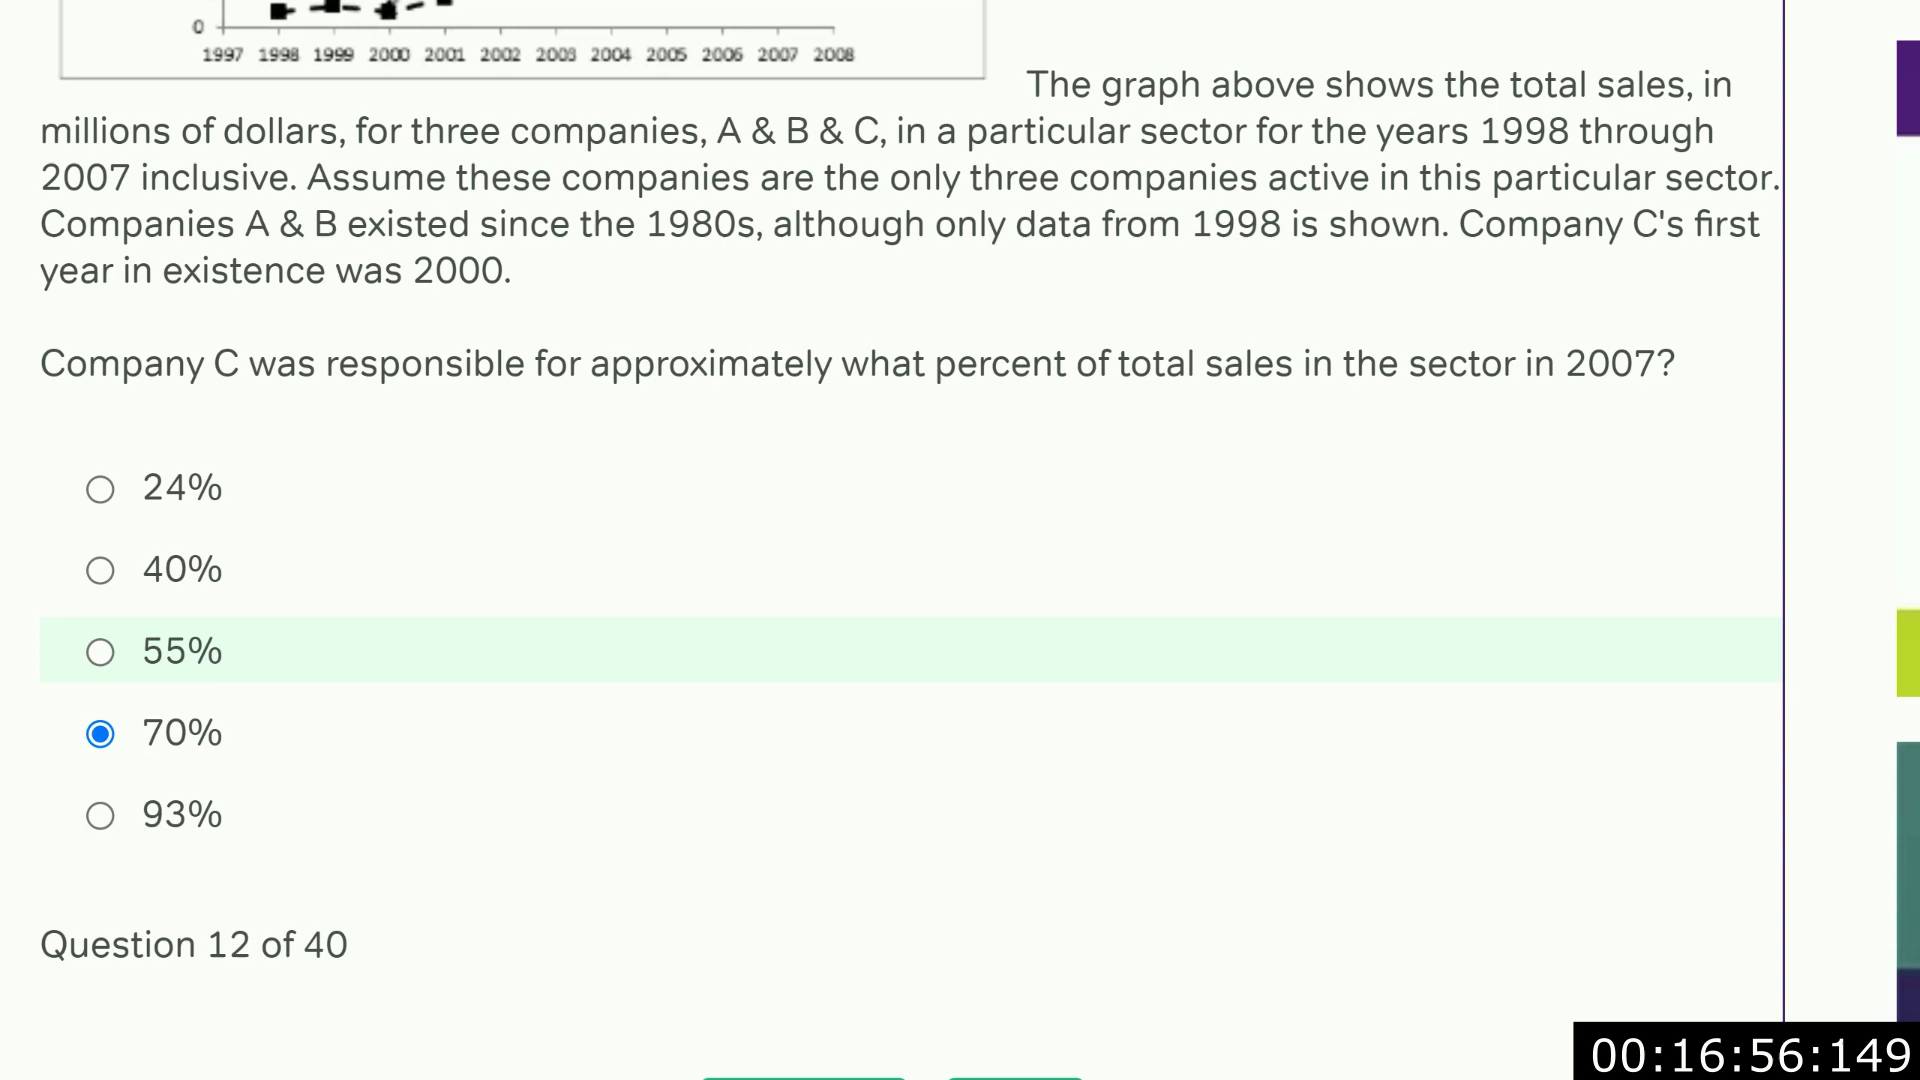 0
1997 1998 1999 2000 2001 2002 2003 2004 2005 2006 2007 2008
The graph above shows the total sales, in
millions of dollars, for three companies, A & B & C, in a particular sector for the years 1998 through
2007 inclusive. Assume these companies are the only three companies active in this particular sector.
Companies A & B existed since the 1980s, although only data from 1998 is shown. Company C's first
year in existence was 2000.
Company C was responsible for approximately what percent of total sales in the sector in 2007?
24%
40%
55%
70%
93%
Question 12 of 40
00:16:56:149